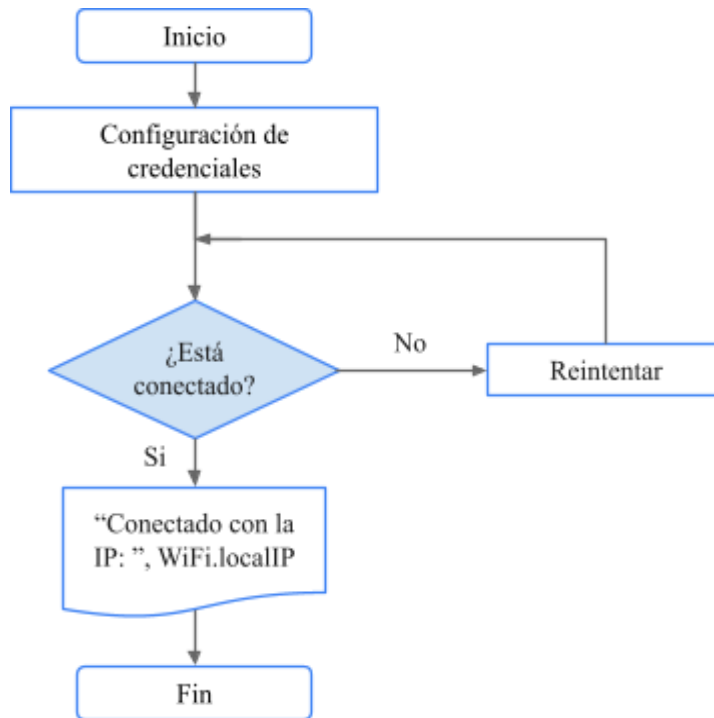 Inicio
Configuración de
credenciales
¿Está
conectado?
No
Reintentar
Si
“Conectado con la
IP: ”, WiFi.localIP
Fin